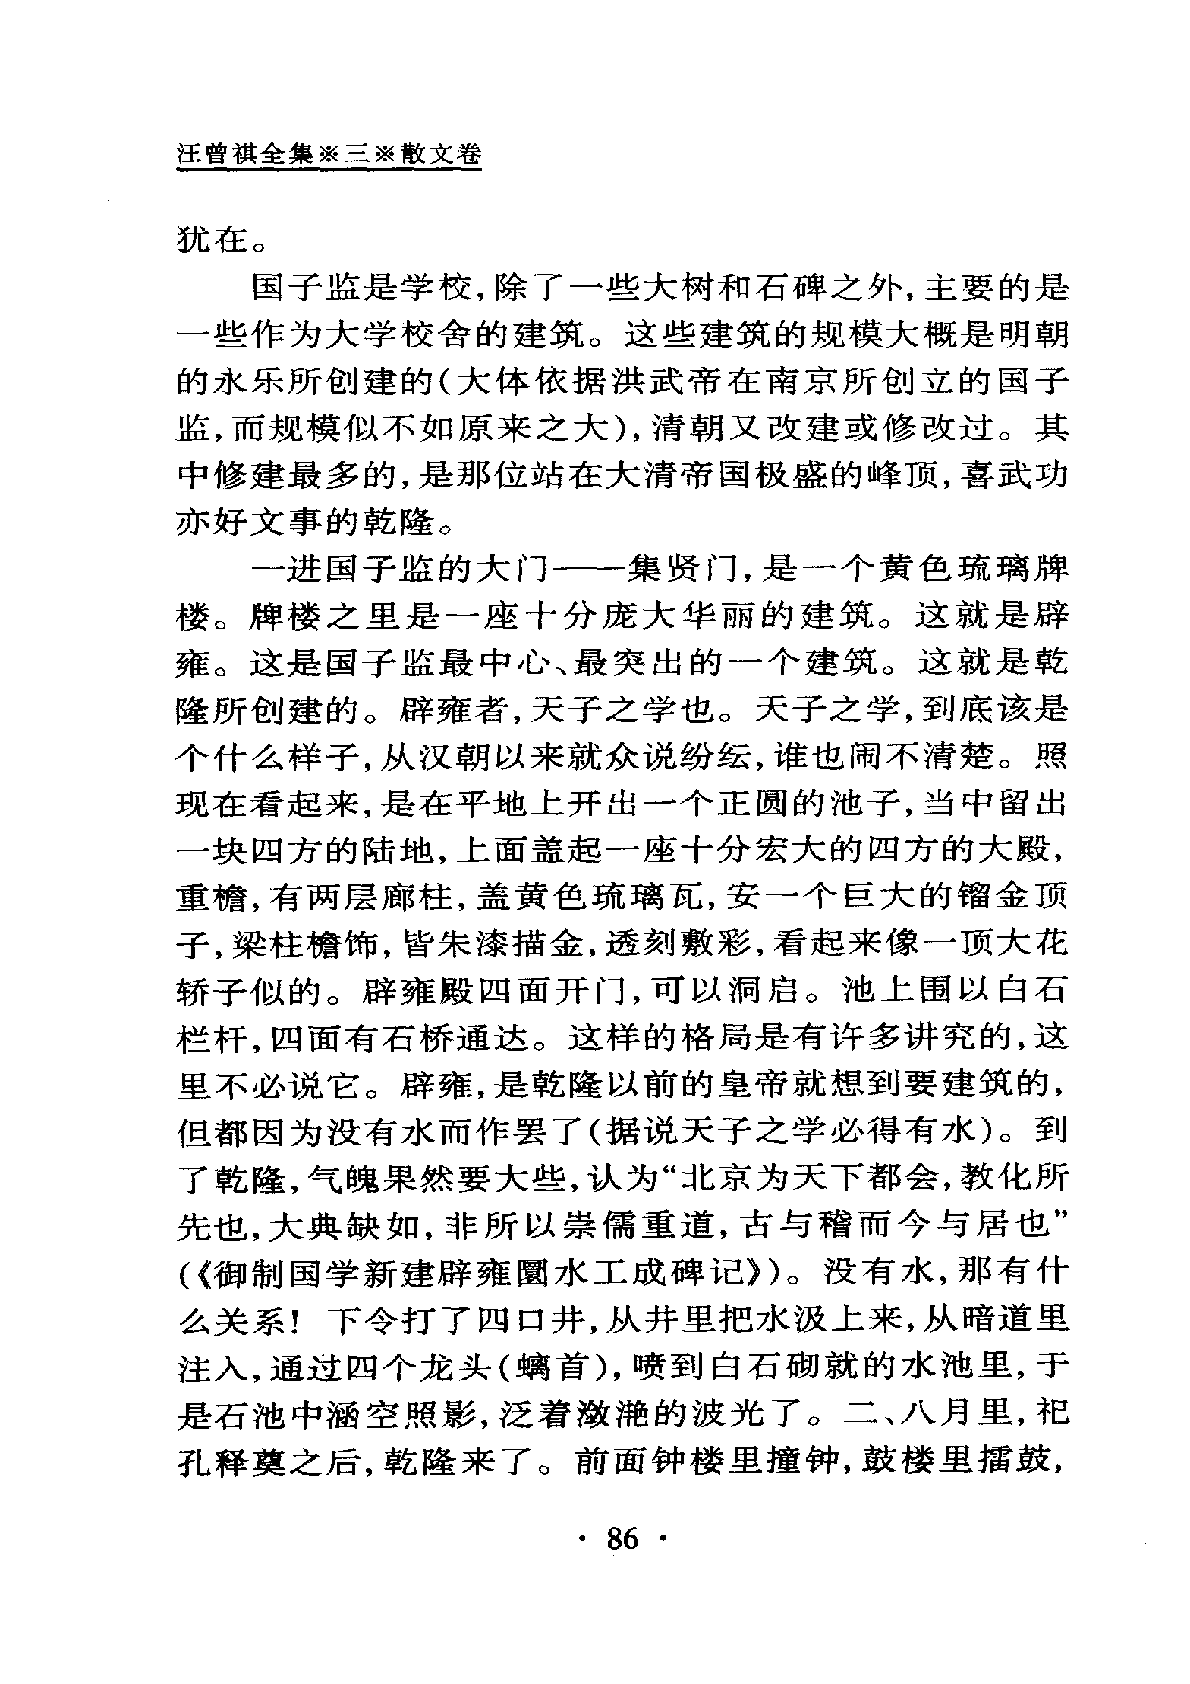 汪曾祺全集※三※散文卷
犹在。
国子监是学校,除了一些大树和石碑之外,主要的是
一些作为大学校舍的建筑。这些建筑的规模大概是明朝
的永乐所创建的(大体依据洪武帝在南京所创立的国子
监,而规模似不如原来之大),清朝又改建或修改过。其
中修建最多的,是那位站在大清帝国极盛的峰顶,喜武功
亦好文事的乾隆。
一进国子监的大门——集贤门,是一个黄色琉璃牌
楼。牌楼之里是一座十分庞大华丽的建筑。这就是辟
雍。这是国子监最中心、最突出的一个建筑。这就是乾
隆所创建的。辟雍者,天子之学也。天子之学,到底该是
个什么样子,从汉朝以来就众说纷纭,谁也闹不清楚。照
现在看起来,是在平地上开出一个正圆的池子,当中留出
一块四方的陆地,上面盖起一座十分宏大的四方的大殿,
重檐,有两层廊柱,盖黄色琉璃瓦,安一个巨大的镏金顶
子,梁柱檐饰,皆朱漆描金,透刻敷彩,看起来像一顶大花
轿子似的。辟雍殿四面开门,可以洞启。池上围以白石
栏杆,四面有石桥通达。这样的格局是有许多讲究的,这
里不必说它。辟雍,是乾隆以前的皇帝就想到要建筑的,
但都因为没有水而作罢了(据说天子之学必得有水)。到
了乾隆,气魄果然要大些,认为“北京为天下都会,教化所
先也,大典缺如,非所以崇儒重道,古与稽而今与居也”
(《御制国学新建辟雍圜水工成碑记》)。没有水,那有什
么关系!下令打了四口井,从井里把水汲上来,从暗道里
注入,通过四个龙头(螭首),喷到白石砌就的水池里,于
是石池中涵空照影,泛着潋滟的波光了。二、八月里,祀
孔释奠之后,乾隆来了。前面钟楼里撞钟,鼓楼里擂鼓,
· 86 ·